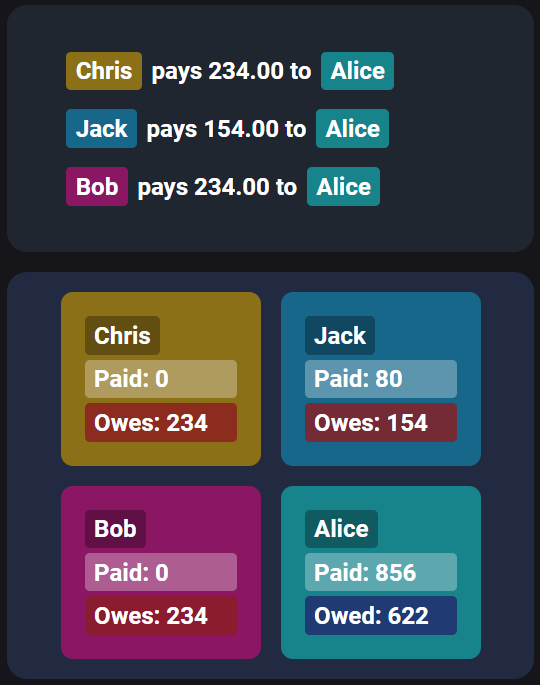 Chris pays 234.00 to Alice
Jack pays 154.00 to Alice
Bob pays 234.00 to Alice
Chris
Paid: 0
Owes: 234
Jack
Paid: 80
Owes: 154
Bob
Paid: 0
Owes: 234
Alice
Paid: 856
Owed: 622